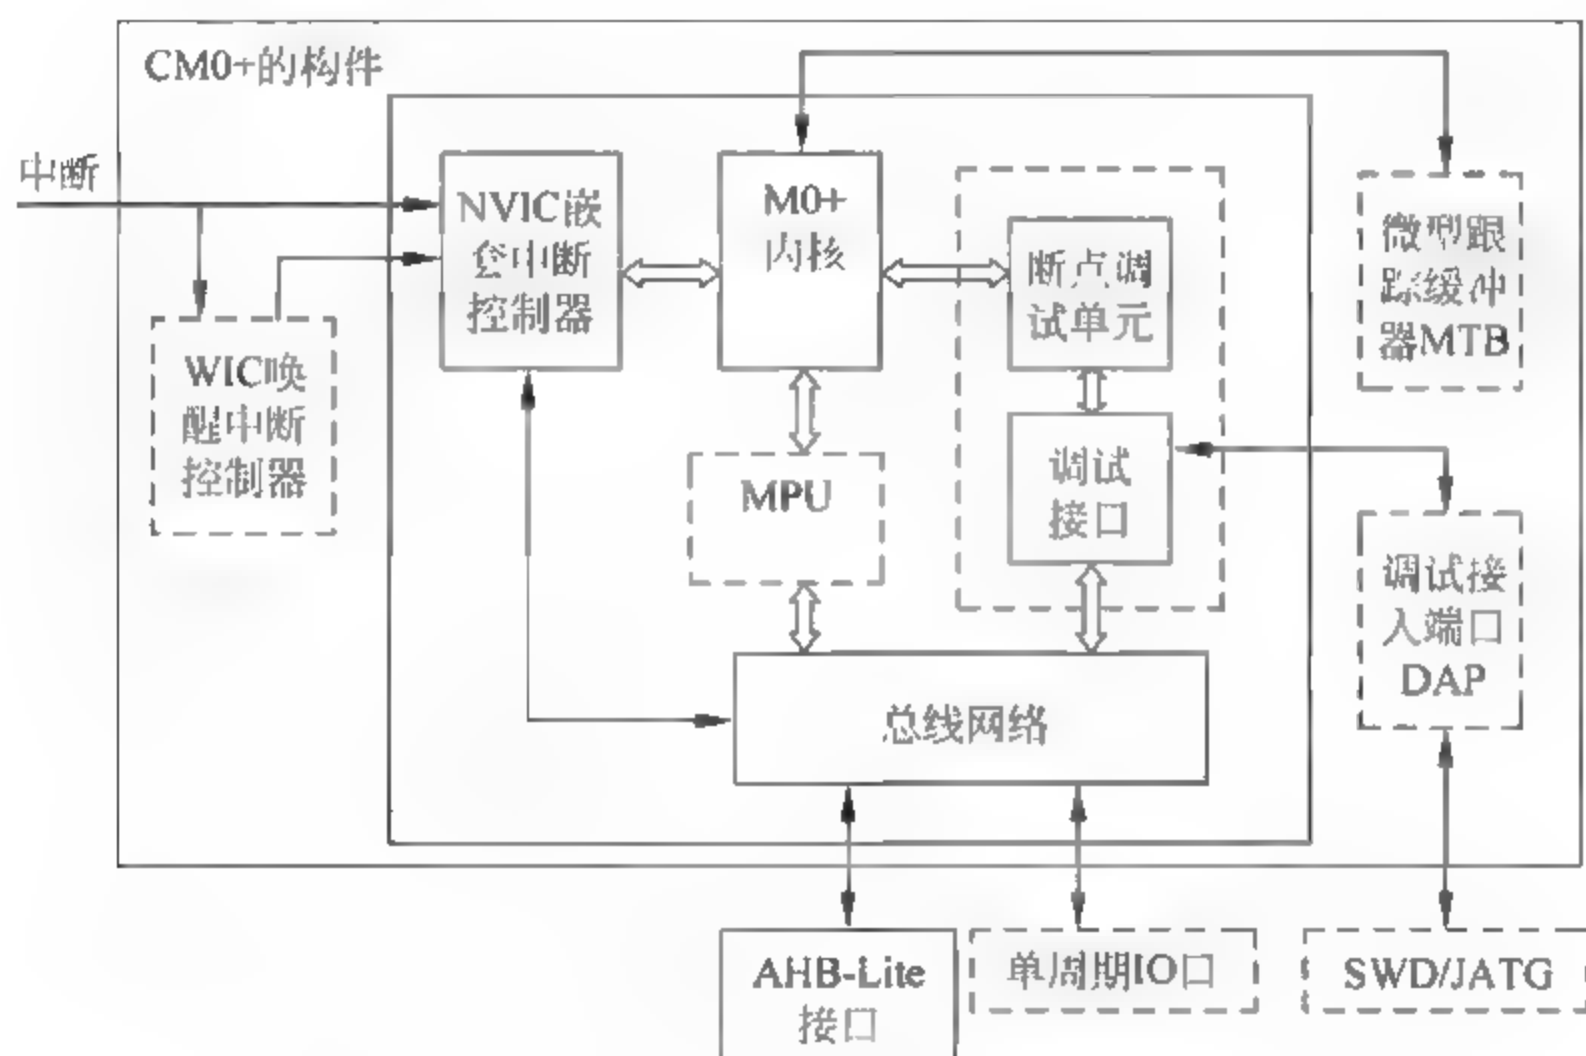 CM0+的构件
中断
NVIC嵌
套中断
控制器
M0+
内核
断点调
试单元
微型跟
踪缓冲
器MTB
WIC唤
醒中断
控制器
MPU
调试
接口
调试接
入端口
DAP
总线网络
AHB-Lite
接口
单周期IO口
SWD/JATG